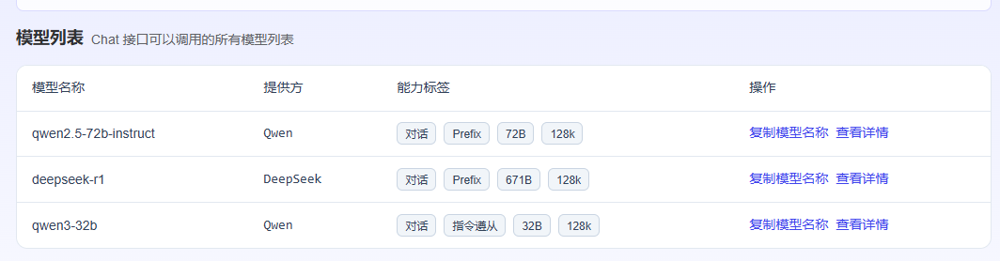 模型列表 Chat 接口可以调用的所有模型列表
模型名称 提供方 能力标签 操作
qwen2.5-72b-instruct Qwen 对话 Prefix 72B 128k 复制模型名称 查看详情
deepseek-r1 DeepSeek 对话 Prefix 671B 128k 复制模型名称 查看详情
qwen3-32b Qwen 对话 指令遵从 32B 128k 复制模型名称 查看详情